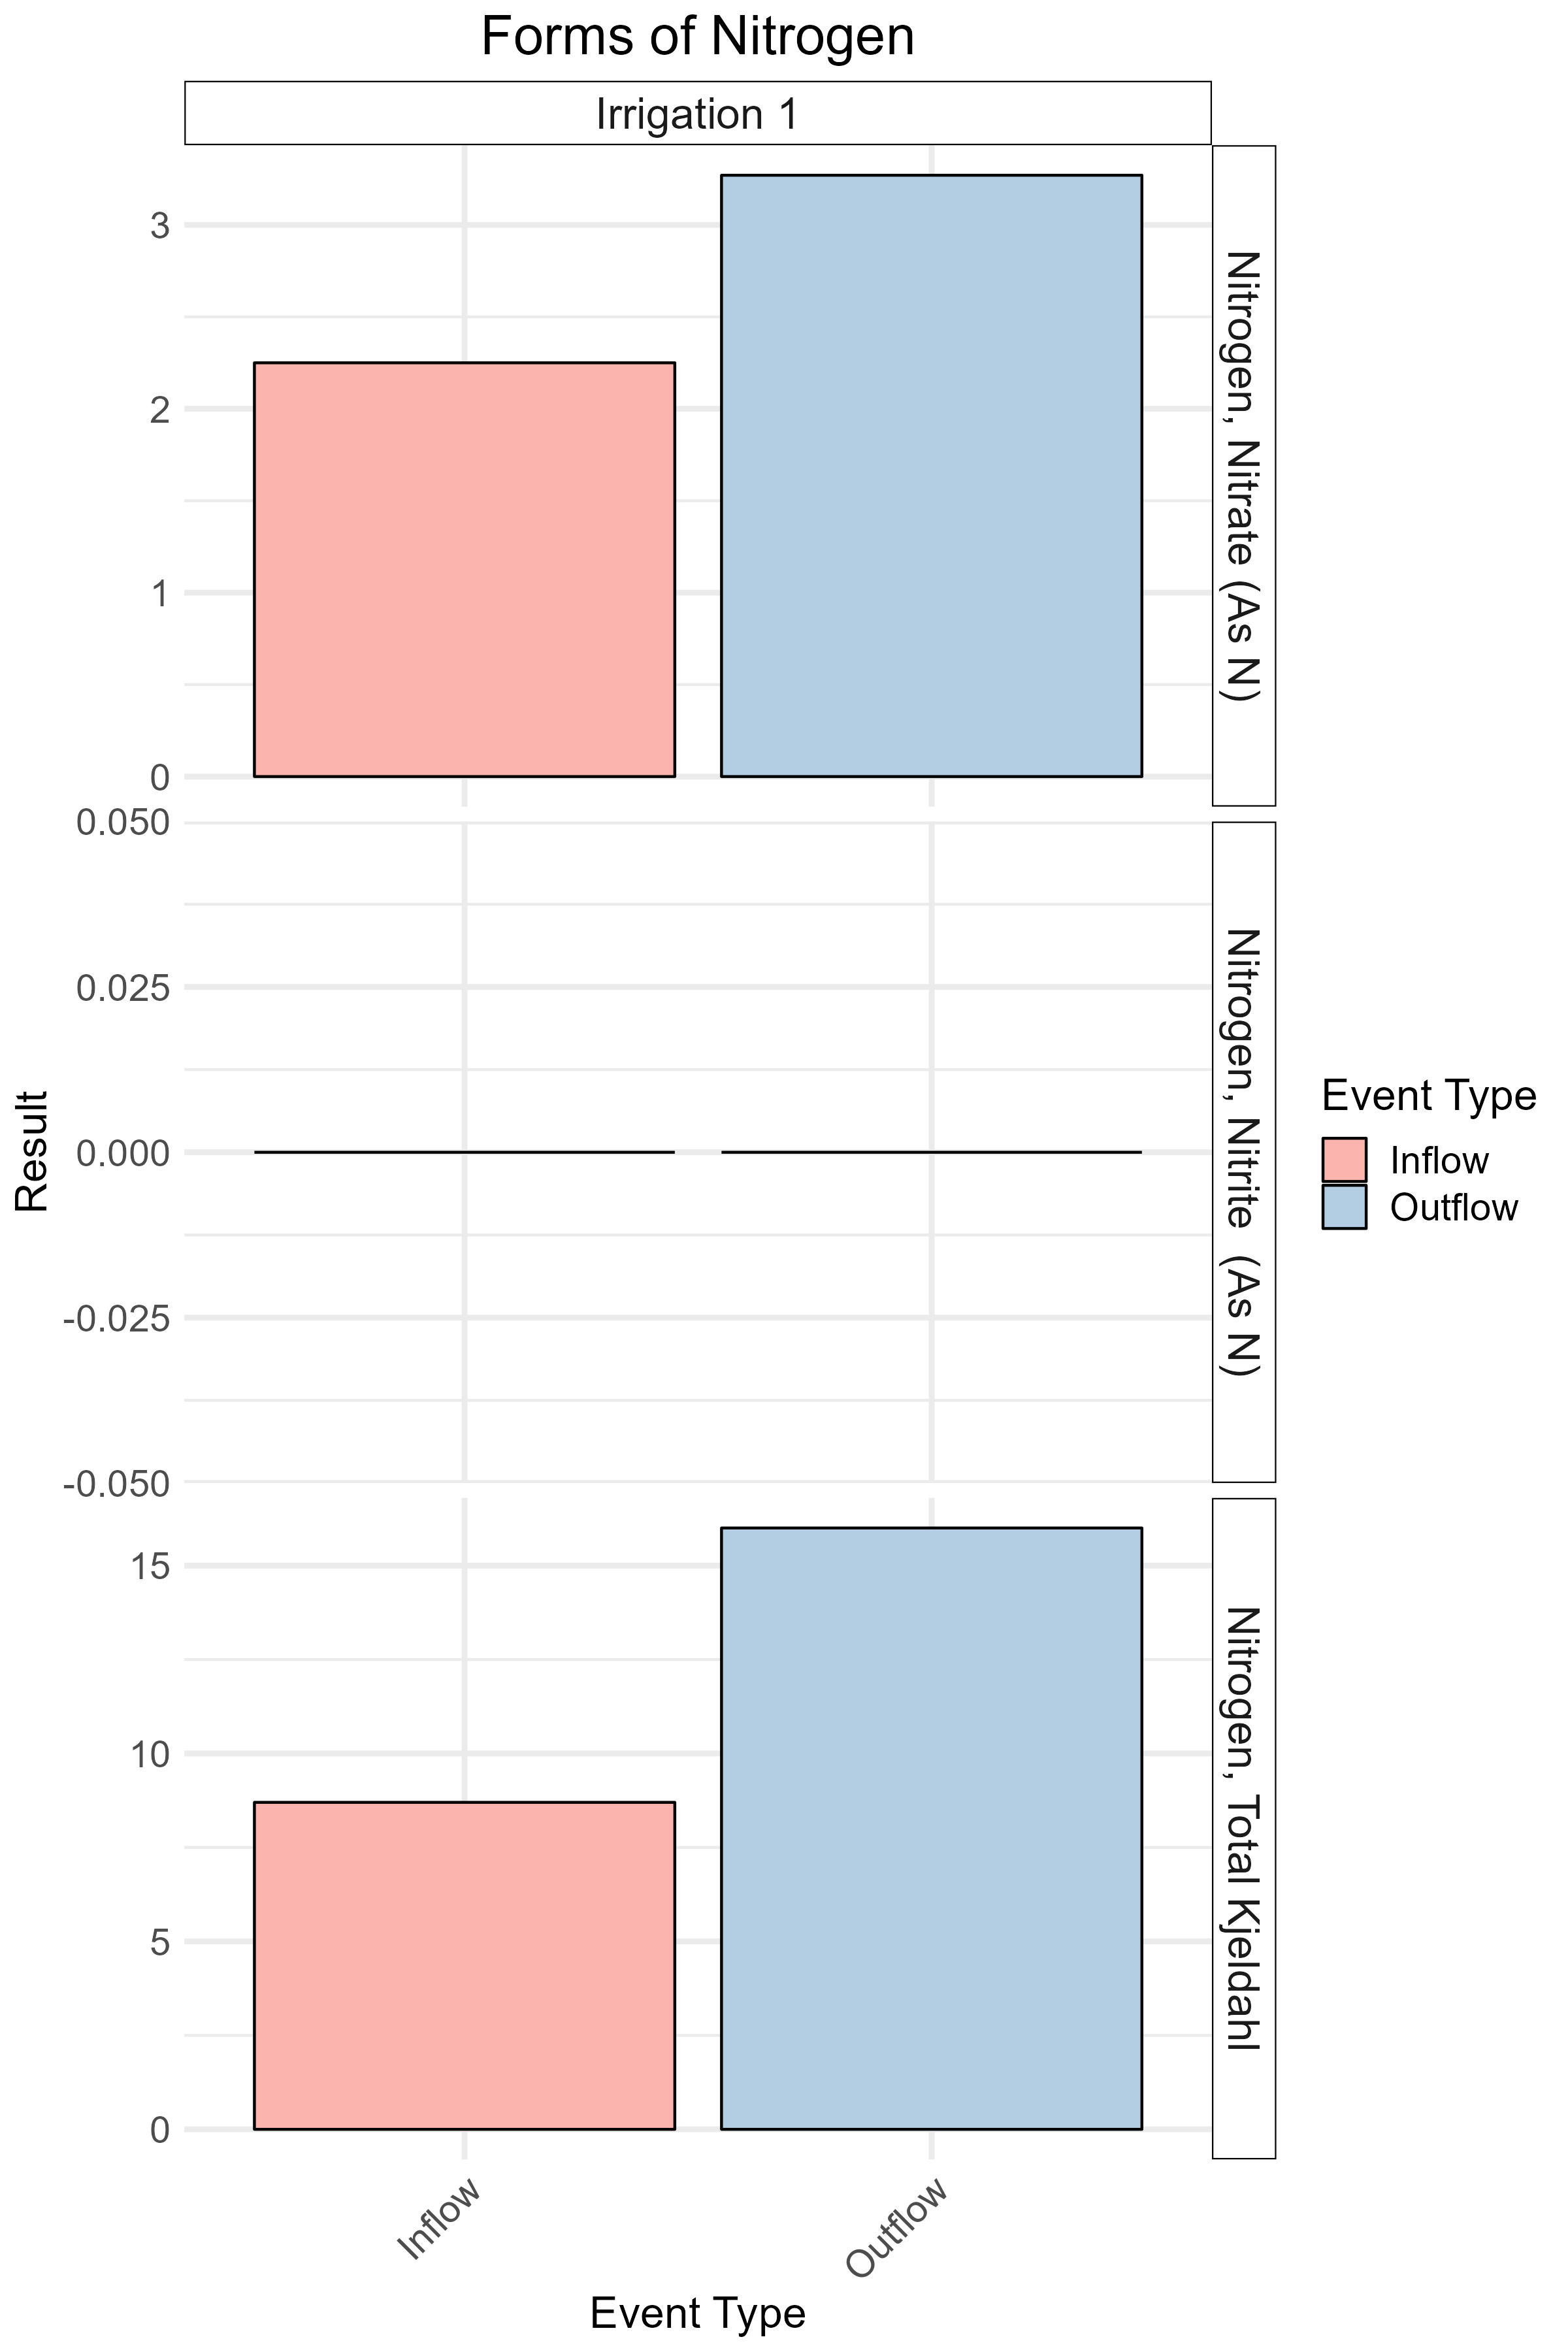 Forms of Nitrogen
Irrigation 1
3
2
1
0
Nitrogen, Nitrate (As N)
0.050
0.025
0.000
-0.025
-0.050
Nitrogen, Nitrite  (As N)
15
10
5
0
Nitrogen, Total Kjeldahl
Result
Inflow
Outflow
Event Type
Event Type
Inflow
Outflow